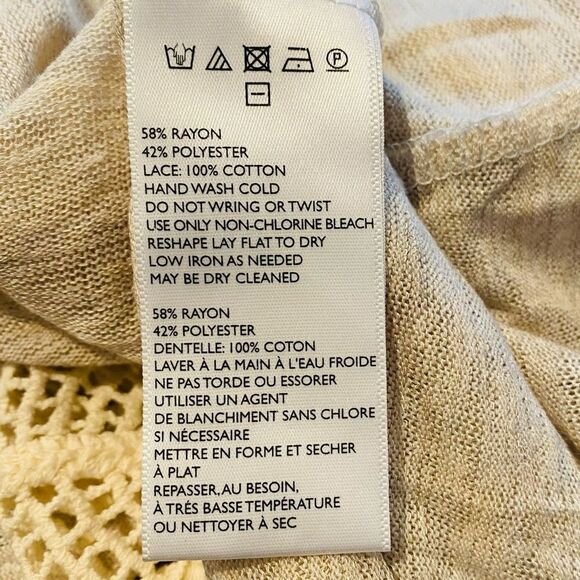 P
58% RAYON
42% POLYESTER
LACE: 100% COTTON
HAND WASH COLD
DO NOT WRING OR TWIST
USE ONLY NON-CHLORINE BLEACH
RESHAPE LAY FLAT TO DRY
LOW IRON AS NEEDED
MAY BE DRY CLEANED
58% RAYON
42% POLYESTER
DENTELLE: 100% COTON
LAVER À LA MAIN À L'EAU FROIDE
NE PAS TORDE OU ESSORER
UTILISER UN AGENT
DE BLANCHIMENT SANS CHLORE
SI NÉCESSAIRE
METTRE EN FORME ET SECHER
À PLAT
REPASSER, AU BESOIN,
À TRÉS BASSE TEMPÉRATURE
OU NETTOYER À SEC